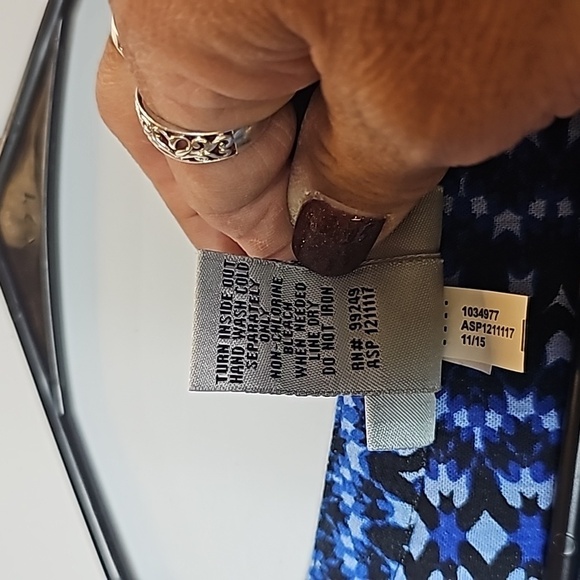 TURN INSIDE OUT
HAND WASH COLD
SEPARATELY
ONLY
NON-CHLORINE
BLEACH
WHEN NEEDED
LINE DRY
DO NOT IRON
RN# 99249
ASP 1211117
1034977
ASP1211117
11/15